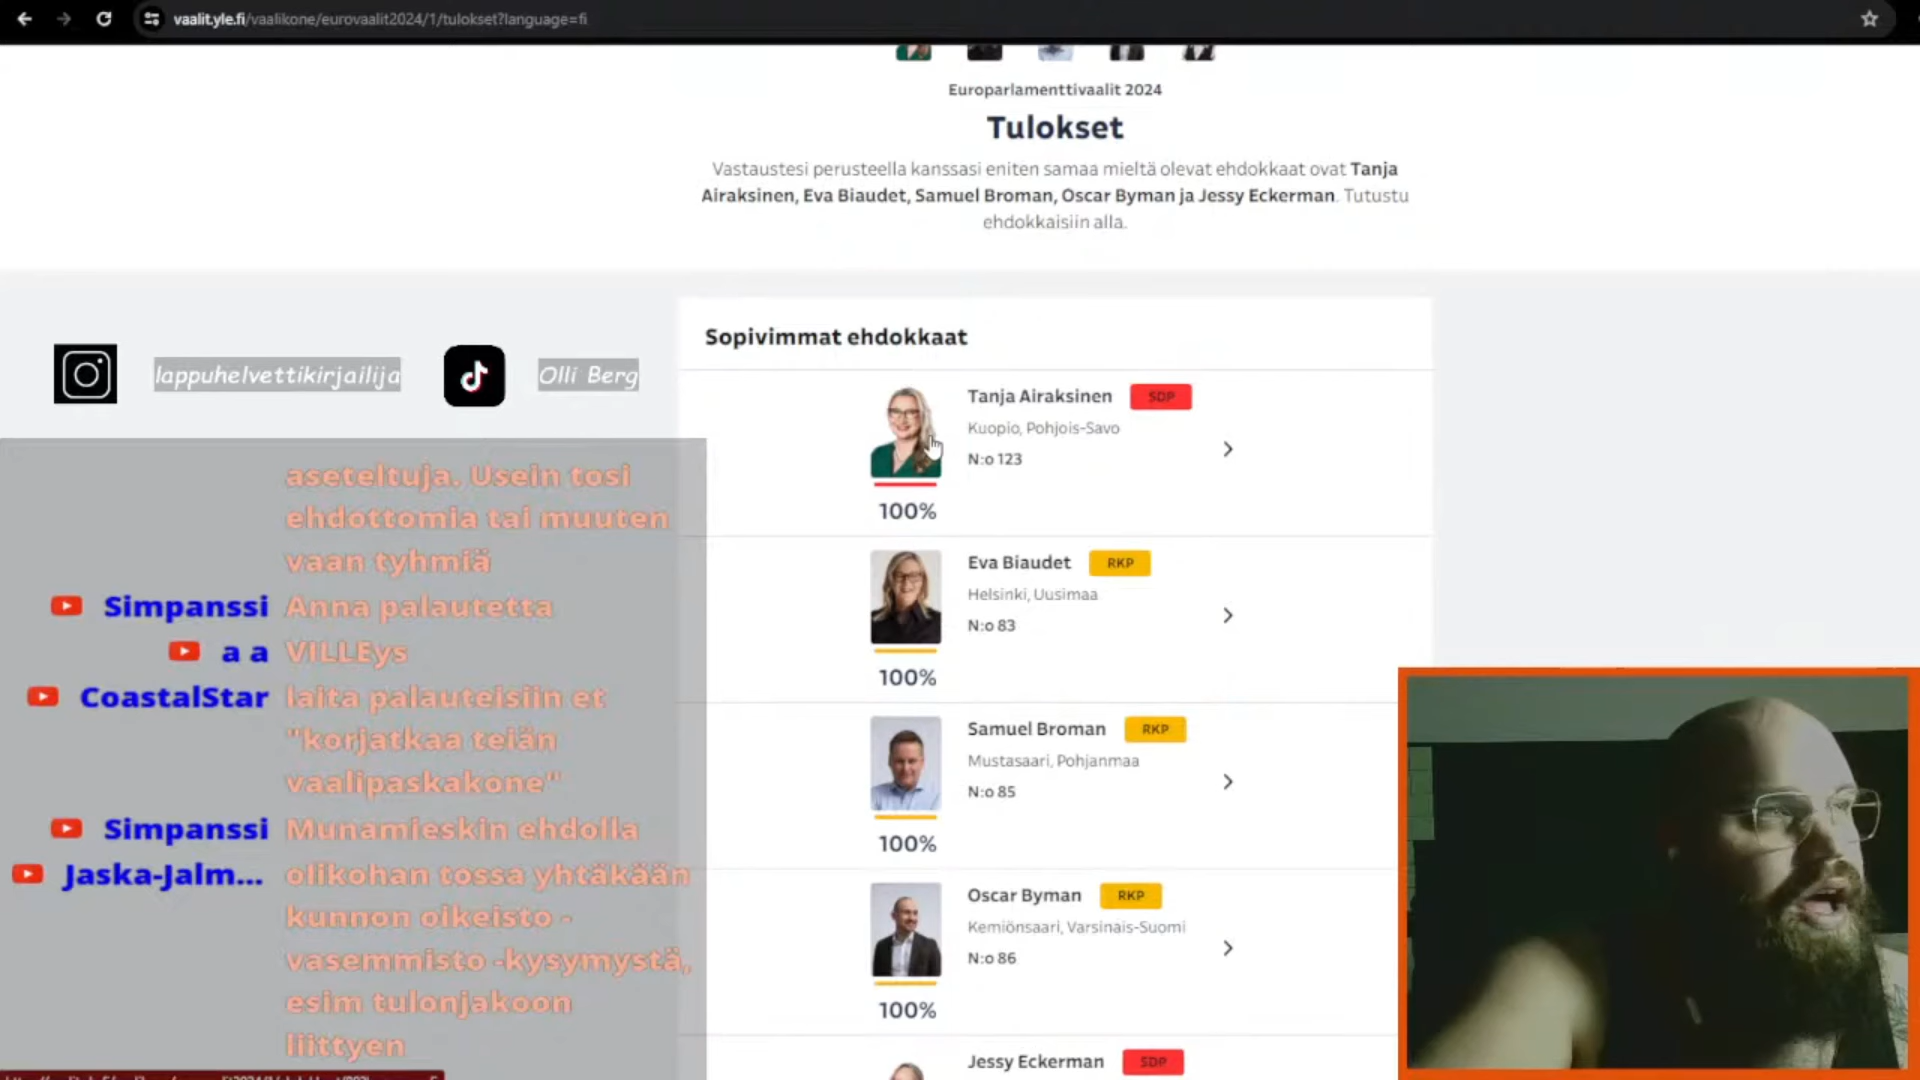 vaalit.yle.fi/vaalikone/eurovaalit2024/1/tulokset?language=fi
Europarlamenttivaalit 2024
Tulokset
Vastaustesi perusteella kanssasi eniten samaa mieltä olevat ehdokkaat ovat Tanja
Airaksinen, Eva Biaudet, Samuel Broman, Oscar Byman ja Jessy Eckerman. Tutustu
ehdokkaisiin alla.
Sopivimmat ehdokkaat
lappuhelvettikirjailija
Olli Berg
Tanja Airaksinen SDP
Kuopio, Pohjois-Savo
N:o 123
100%
Eva Biaudet RKP
Helsinki, Uusimaa
N:o 83
100%
Samuel Broman RKP
Mustasaari, Pohjanmaa
N:o 85
100%
Oscar Byman RKP
Kemiönsaari, Varsinais-Suomi
N:o 86
100%
Jessy Eckerman SDP
aseteltuja. Usein tosi
ehdottomia tai muuten
vaan tyhmiä
Simpanssi Anna palautetta
a a VILLEys
CoastalStar laita palauteisiin et
"korjatkaa teiän
vaalipaskakone"
Simpanssi Munamieskin ehdolla
Jaska-Jalm... olikohan tossa yhtäkään
kunnon oikeisto -
vasemmisto -kysymystä,
esim tulonjakoon
liittyen